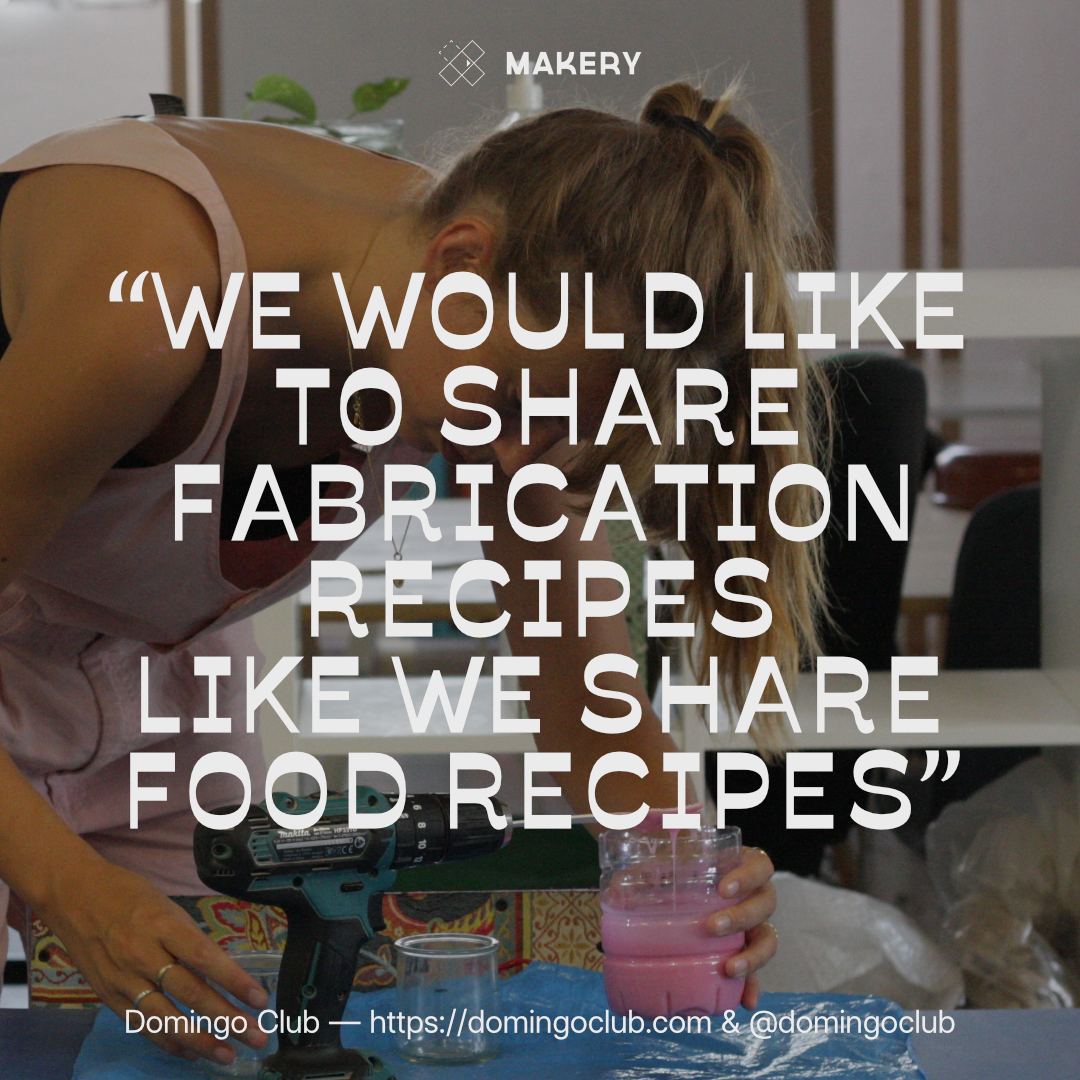 MAKERY
“WE WOULD LIKE
TO SHARE
FABRICATION
RECIPES
LIKE WE SHARE
FOOD RECIPES”
makita
Domingo Club — https://domingoclub.com & @domingoclub